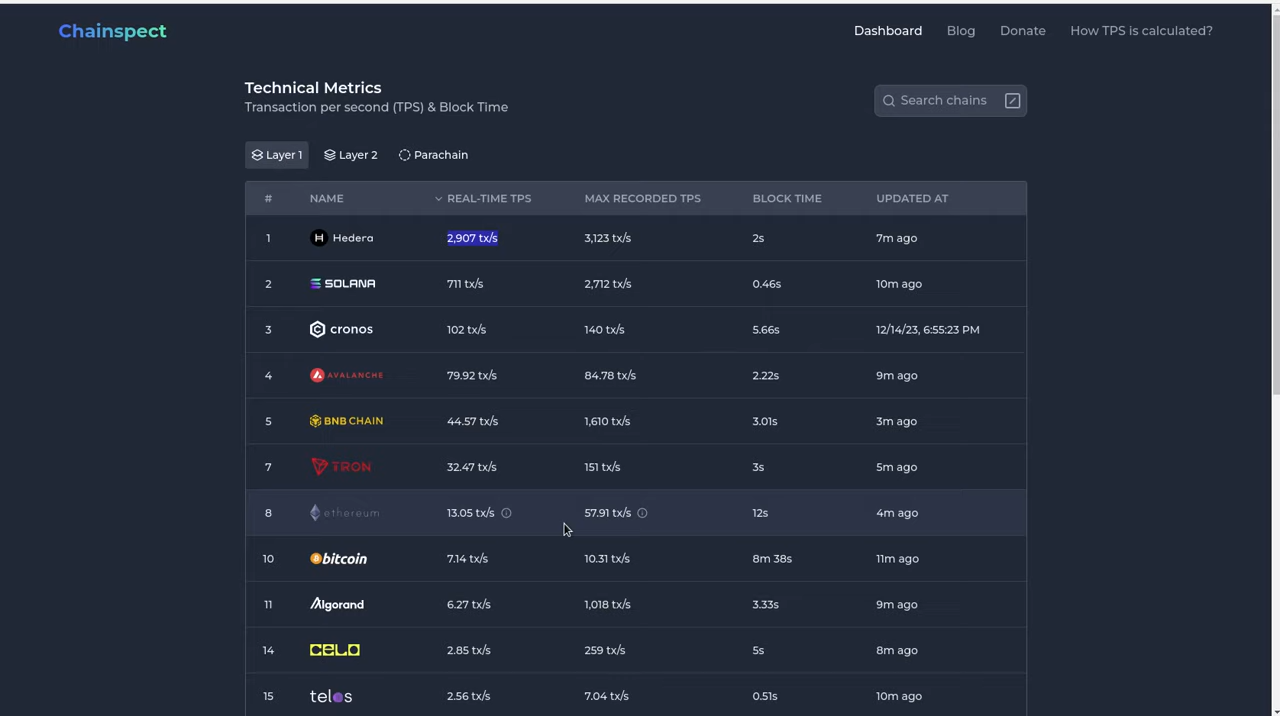 Chainspect
Dashboard Blog Donate How TPS is calculated?
Technical Metrics
Transaction per second (TPS) & Block Time
Search chains
Layer 1 Layer 2 Parachain
# NAME REAL-TIME TPS MAX RECORDED TPS BLOCK TIME UPDATED AT
1 Hedera 2,907 tx/s 3,123 tx/s 2s 7m ago
2 SOLANA 711 tx/s 2,712 tx/s 0.46s 10m ago
3 cronos 102 tx/s 140 tx/s 5.66s 12/14/23, 6:55:23 PM
4 AVALANCHE 79.92 tx/s 84.78 tx/s 2.22s 9m ago
5 BNB CHAIN 44.57 tx/s 1,610 tx/s 3.01s 3m ago
7 TRON 32.47 tx/s 151 tx/s 3s 5m ago
8 ethereum 13.05 tx/s 57.91 tx/s 12s 4m ago
10 bitcoin 7.14 tx/s 10.31 tx/s 8m 38s 11m ago
11 Algorand 6.27 tx/s 1,018 tx/s 3.33s 9m ago
14 CELO 2.85 tx/s 259 tx/s 5s 8m ago
15 telos 2.56 tx/s 7.04 tx/s 0.51s 10m ago